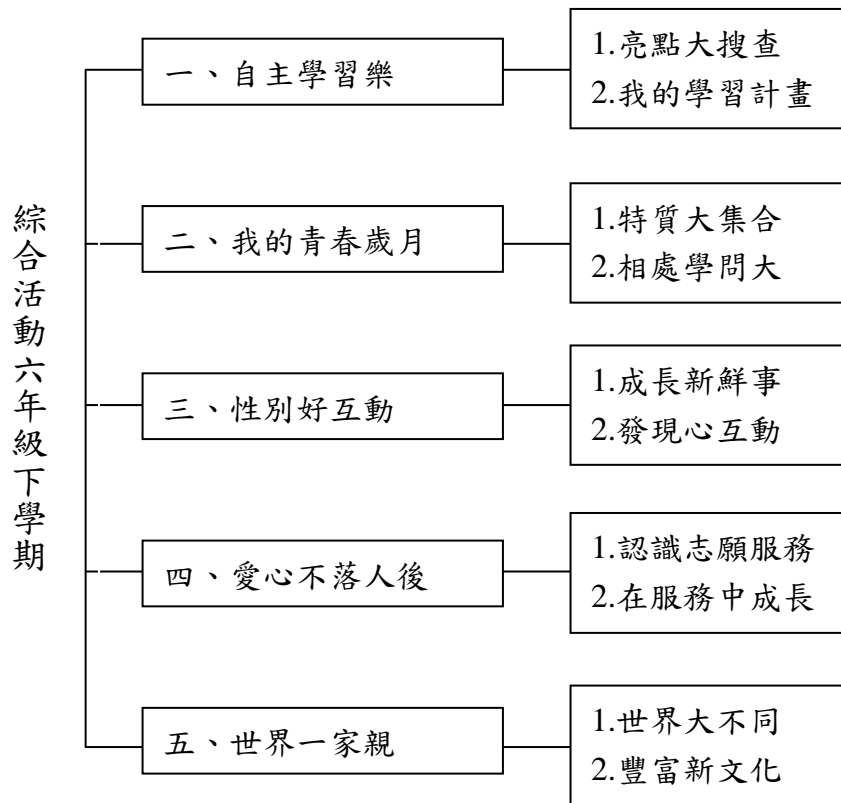 綜合活動六年級下學期
一、自主學習樂
1.亮點大搜查
2.我的學習計畫
二、我的青春歲月
1.特質大集合
2.相處學問大
三、性別好互動
1.成長新鮮事
2.發現心互動
四、愛心不落人後
1.認識志願服務
2.在服務中成長
五、世界一家親
1.世界大不同
2.豐富新文化